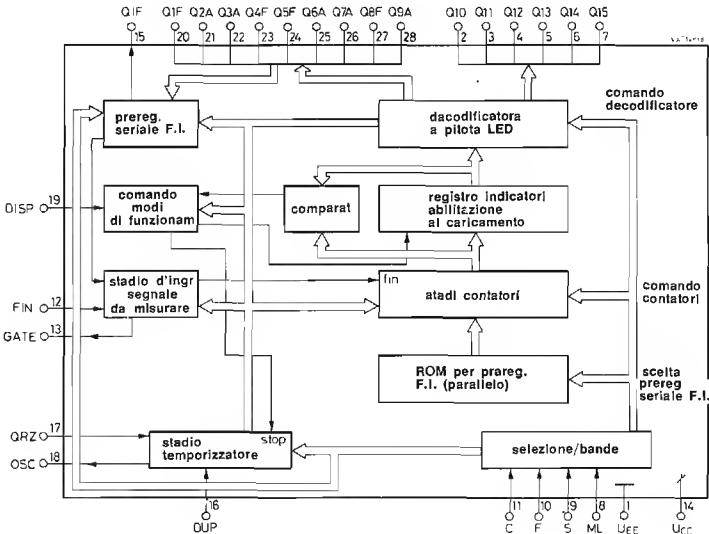 Q1F Q1F Q2A Q3A Q4F Q5F Q6A Q7A Q8F Q9A Q10 Q11 Q12 Q13 Q14 Q15
15 20 21 22 23 24 25 26 27 28 2 3 4 5 6 7
comando
decodificatore
prereg.
seriale F.I.
dacodificatora
a pilota LED
DISP 19
comando
modi
di funzionam
comparat
registro indicatori
abilitazione
al caricamento
stadio d'ingr
segnale
da misurare
fin
atadi contatori
comando
contatori
FIN 12
GATE 13
ROM per prareg.
F.I. (parallelo)
scelta
prereg
seriale F.I.
QRZ 17
OSC 18
stop
stadio
temporizzatore
selezione/bande
16
DUP
11 10 9 8 1 14
C F S ML UEE UCC